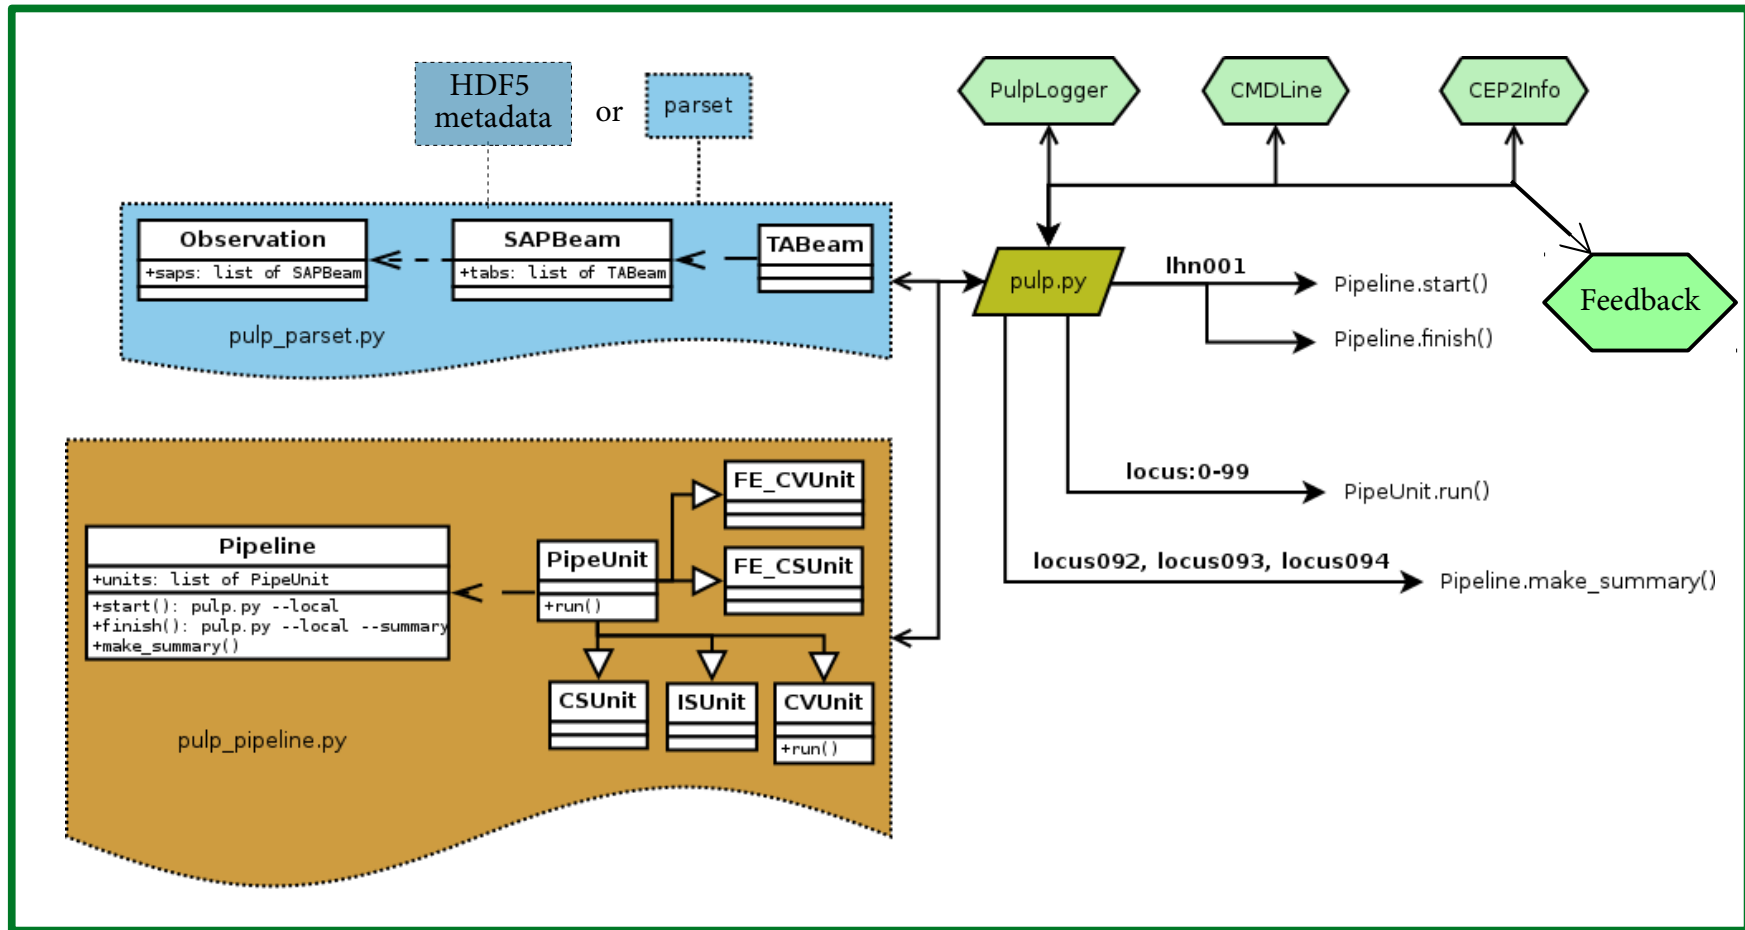 HDF5
metadata
or
parset
PulpLogger
CMDLine
CEP2Info
Observation
+saps: list of SAPBeam
SAPBeam
+tabs: list of TABeam
TABeam
pulp_parset.py
pulp.py
lhn001
Pipeline.start()
Pipeline.finish()
Feedback
locus:0-99
PipeUnit.run()
locus092, locus093, locus094
Pipeline.make_summary()
Pipeline
+units: list of PipeUnit
+start(): pulp.py --local
+finish(): pulp.py --local --summary
+make_summary()
PipeUnit
+run()
FE_CVUnit
FE_CSUnit
CSUnit
ISUnit
CVUnit
+run()
pulp_pipeline.py